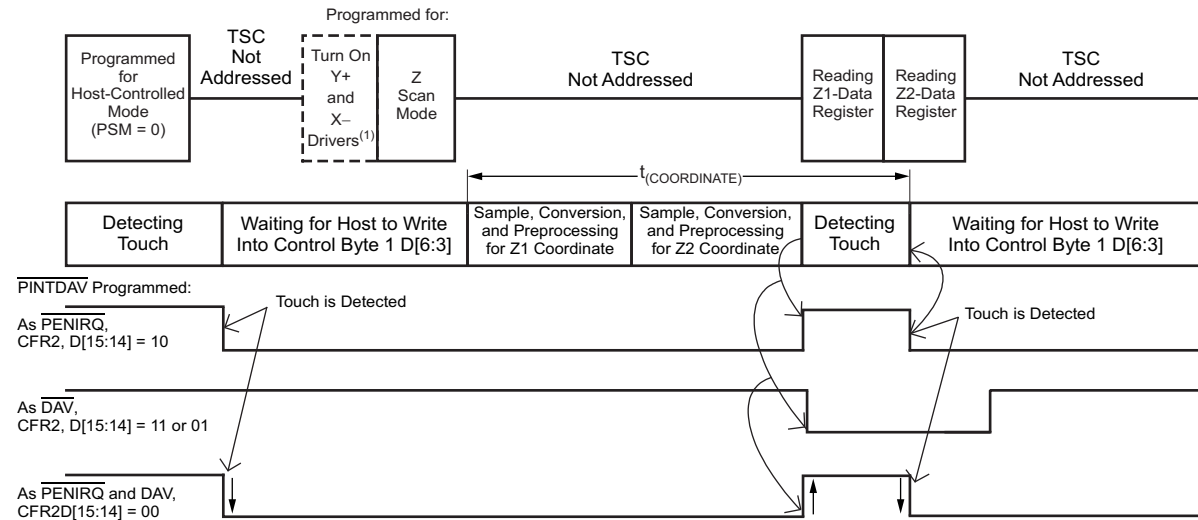 Programmed for:
Programmed
for
Host-Controlled
Mode
(PSM = 0)
TSC
Not
Addressed
Turn On
Y+
and
X–
Drivers(1)
Z
Scan
Mode
TSC
Not Addressed
Reading
Z1-Data
Register
Reading
Z2-Data
Register
TSC
Not Addressed
t(COORDINATE)
Detecting
Touch
Waiting for Host to Write
Into Control Byte 1 D[6:3]
Sample, Conversion,
and Preprocessing
for Z1 Coordinate
Sample, Conversion,
and Preprocessing
for Z2 Coordinate
Detecting
Touch
Waiting for Host to Write
Into Control Byte 1 D[6:3]
PINTDAV Programmed:
Touch is Detected
Touch is Detected
As PENIRQ,
CFR2, D[15:14] = 10
As DAV,
CFR2, D[15:14] = 11 or 01
As PENIRQ and DAV,
CFR2D[15:14] = 00